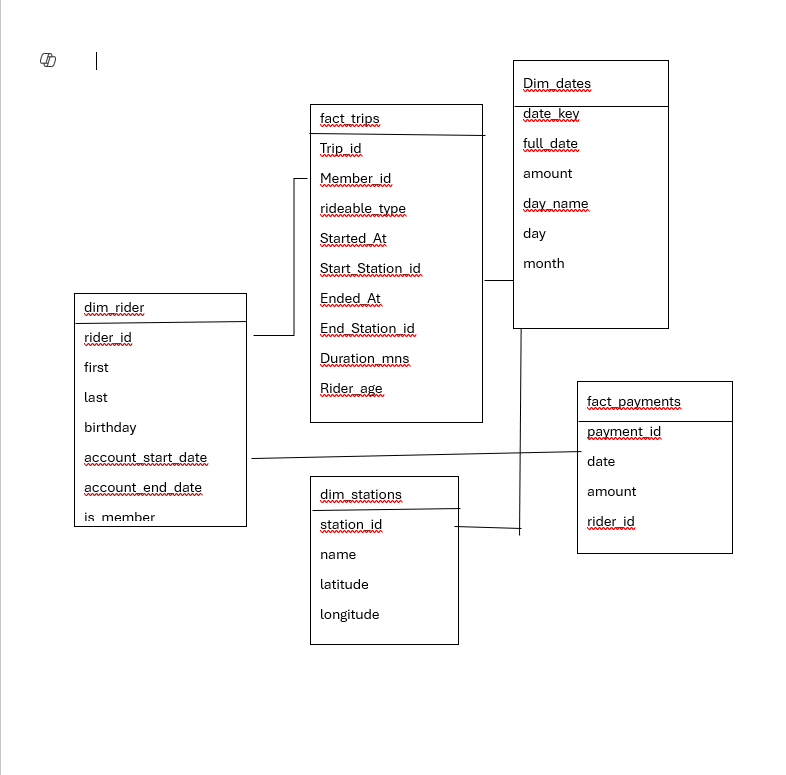 Dim_dates
date_key
full_date
amount
day_name
day
month
fact_trips
Trip_id
Member_id
rideable_type
Started_At
Start_Station_id
Ended_At
End_Station_id
Duration_mns
Rider_age
dim_rider
rider_id
first
last
birthday
account_start_date
account_end_date
is_member
fact_payments
payment_id
date
amount
rider_id
dim_stations
station_id
name
latitude
longitude